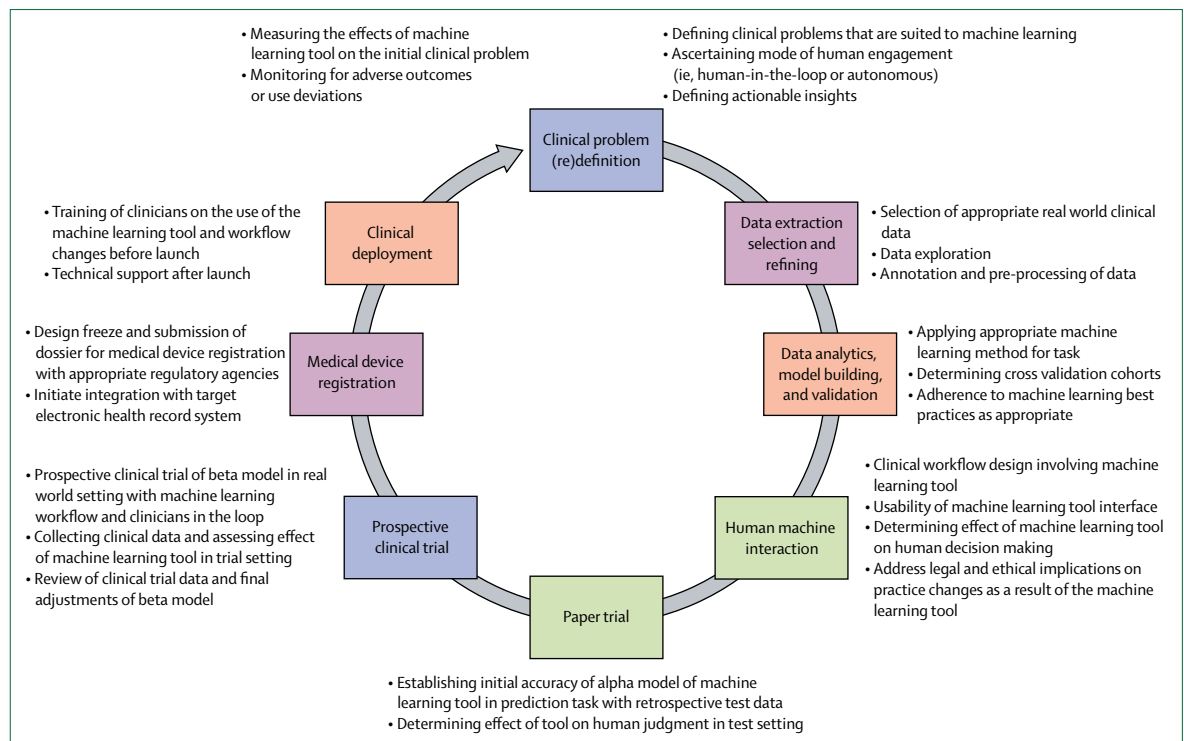 • Measuring the effects of machine
learning tool on the initial clinical problem
• Monitoring for adverse outcomes
or use deviations
• Defining clinical problems that are suited to machine learning
• Ascertaining mode of human engagement
(ie, human-in-the-loop or autonomous)
• Defining actionable insights
Clinical problem
(re)definition
Data extraction
selection and
refining
• Selection of appropriate real world clinical
data
• Data exploration
• Annotation and pre-processing of data
Data analytics,
model building,
and validation
• Applying appropriate machine
learning method for task
• Determining cross validation cohorts
• Adherence to machine learning best
practices as appropriate
Human machine
interaction
• Clinical workflow design involving machine
learning tool
• Usability of machine learning tool interface
• Determining effect of machine learning tool
on human decision making
• Address legal and ethical implications on
practice changes as a result of the machine
learning tool
Paper trial
• Establishing initial accuracy of alpha model of machine
learning tool in prediction task with retrospective test data
• Determining effect of tool on human judgment in test setting
Prospective
clinical trial
• Prospective clinical trial of beta model in real
world setting with machine learning
workflow and clinicians in the loop
• Collecting clinical data and assessing effect
of machine learning tool in trial setting
• Review of clinical trial data and final
adjustments of beta model
Medical device
registration
• Design freeze and submission of
dossier for medical device registration
with appropriate regulatory agencies
• Initiate integration with target
electronic health record system
Clinical
deployment
• Training of clinicians on the use of the
machine learning tool and workflow
changes before launch
• Technical support after launch